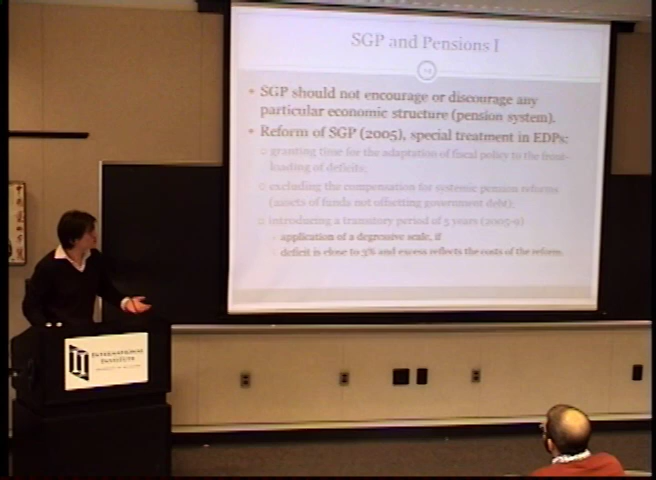 SGP and Pensions I
SGP should not encourage or discourage any
particular economic structure (pension system).
Reform of SGP (2005), special treatment in EDPs:
granting time for the adaptation of fiscal policy to the front-
loading of deficits;
excluding the compensation for systemic pension reforms
(assets of funds not offsetting government debt);
introducing a transitory period of 5 years (2005-9)
application of a degressive scale, if
deficit is close to 3% and excess reflects the costs of the reform.
INTERNATIONAL
INSTITUTE